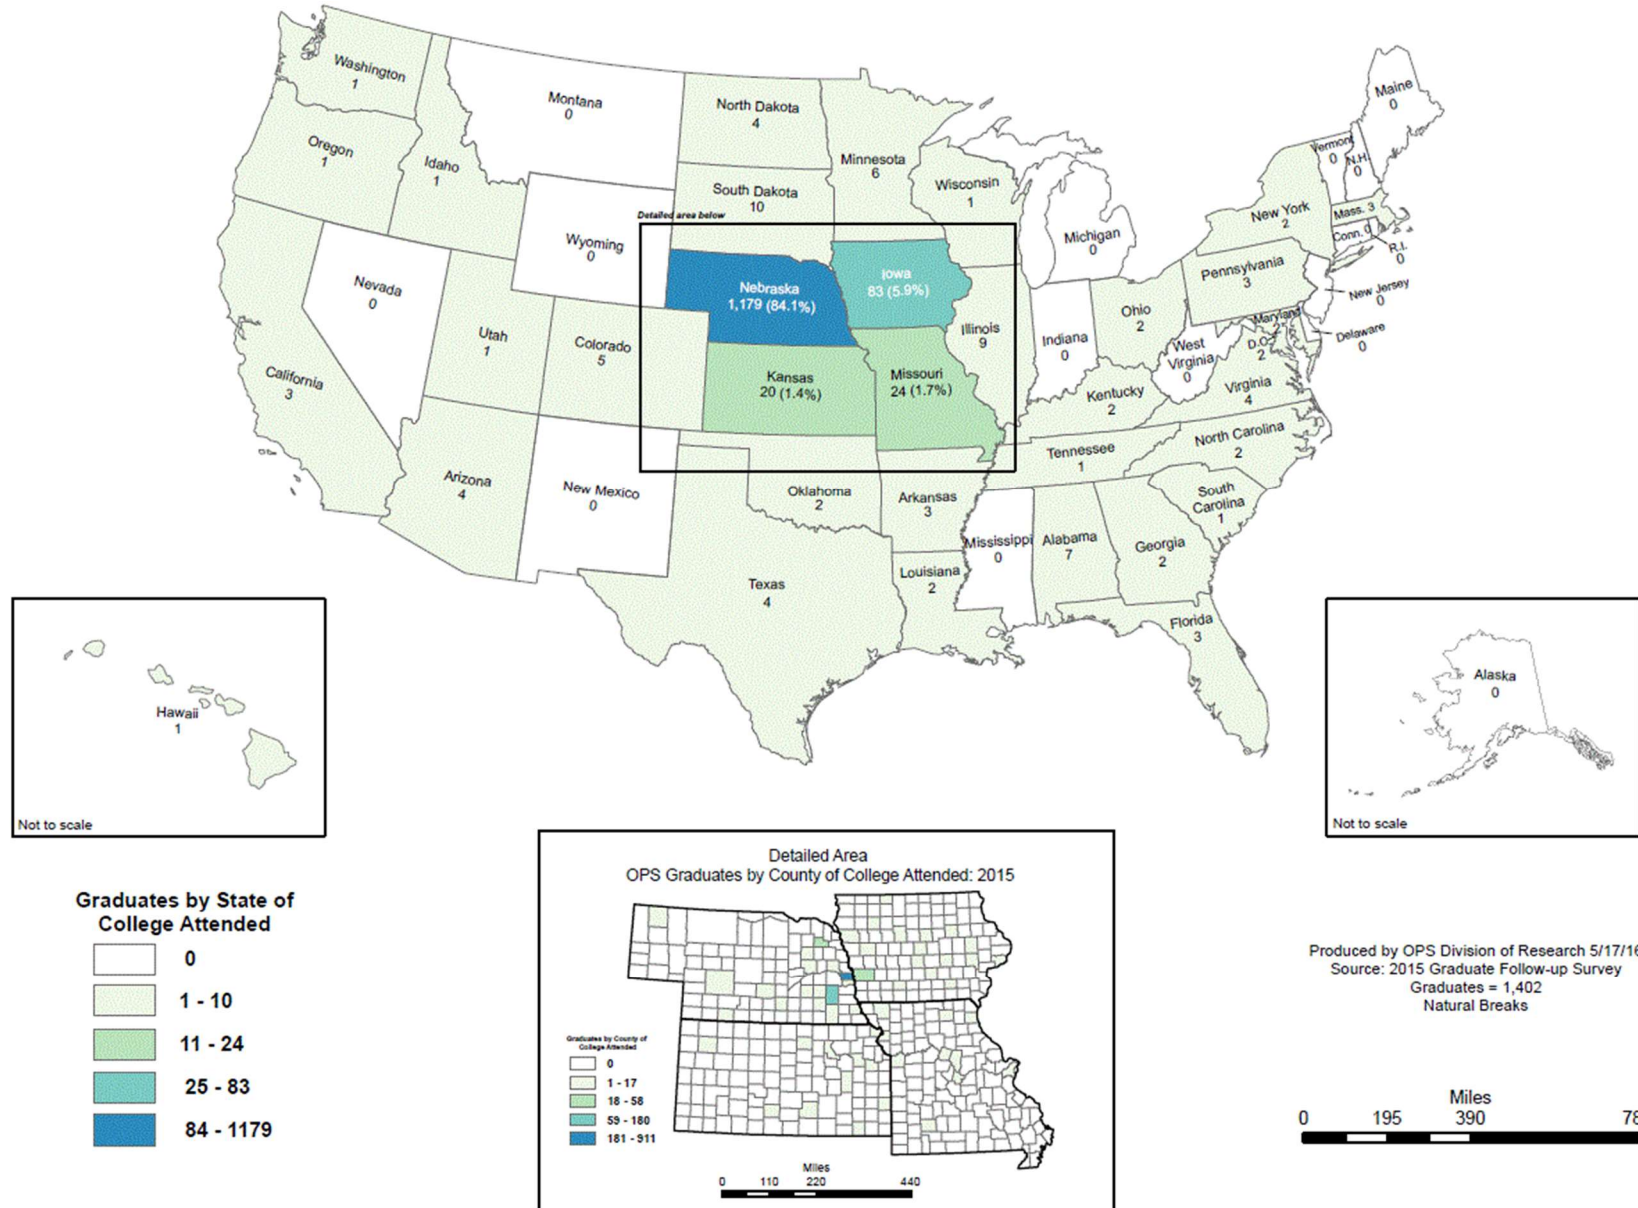 Washington
1
Montana
0
North Dakota
4
Minnesota
6
Maine
0
Oregon
1
Idaho
1
South Dakota
10
Wisconsin
1
Vermont
0
N.H.
0
Detailed area below
Wyoming
0
Michigan
0
New York
2
Mass. 3
Conn. 0
R.I.
0
Nevada
0
Nebraska
1,179 (84.1%)
Iowa
83 (5.9%)
Pennsylvania
3
New Jersey
0
Utah
1
Colorado
5
Illinois
9
Indiana
0
Ohio
2
West
Virginia
0
Maryland
2
D.C.
2
Delaware
0
California
3
Kansas
20 (1.4%)
Missouri
24 (1.7%)
Kentucky
2
Virginia
4
Arizona
4
New Mexico
0
Oklahoma
2
Arkansas
3
Tennessee
1
North Carolina
2
South
Carolina
1
Texas
4
Louisiana
2
Mississippi
0
Alabama
7
Georgia
2
Florida
3
Hawaii
1
Not to scale
Alaska
0
Not to scale
Graduates by State of
College Attended
0
1 - 10
11 - 24
25 - 83
84 - 1179
Detailed Area
OPS Graduates by County of College Attended: 2015
Graduates by County of
College Attended
0
1 - 17
18 - 58
59 - 180
181 - 911
Miles
0 110 220 440
Produced by OPS Division of Research 5/17/16
Source: 2015 Graduate Follow-up Survey
Graduates = 1,402
Natural Breaks
Miles
0 195 390 78